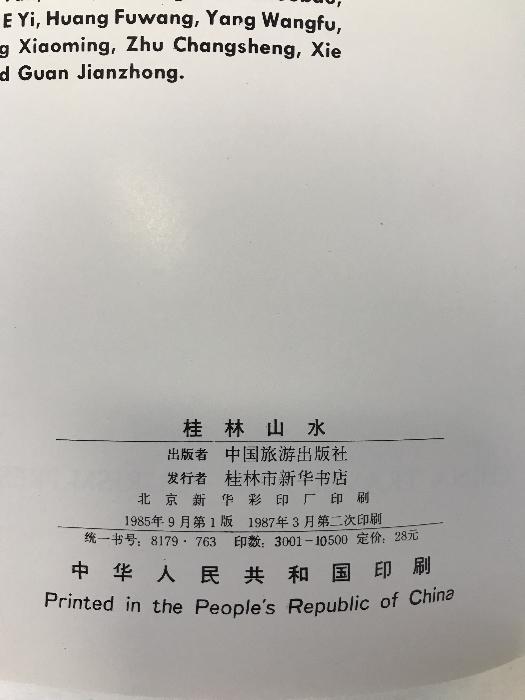 E Yi, Huang Fuwang, Yang Wangfu,
Xiaoming, Zhu Changsheng, Xie
Guan Jianzhong.
桂林山水
出版者 中国旅游出版社
发行者 桂林市新华书店
北京新华彩印厂印刷
1985年9月第1版 1987年3月第二次印刷
统一书号: 8179·763 印数: 3001-10500 定价: 28元
中华人民共和国印刷
Printed in the People's Republic of China